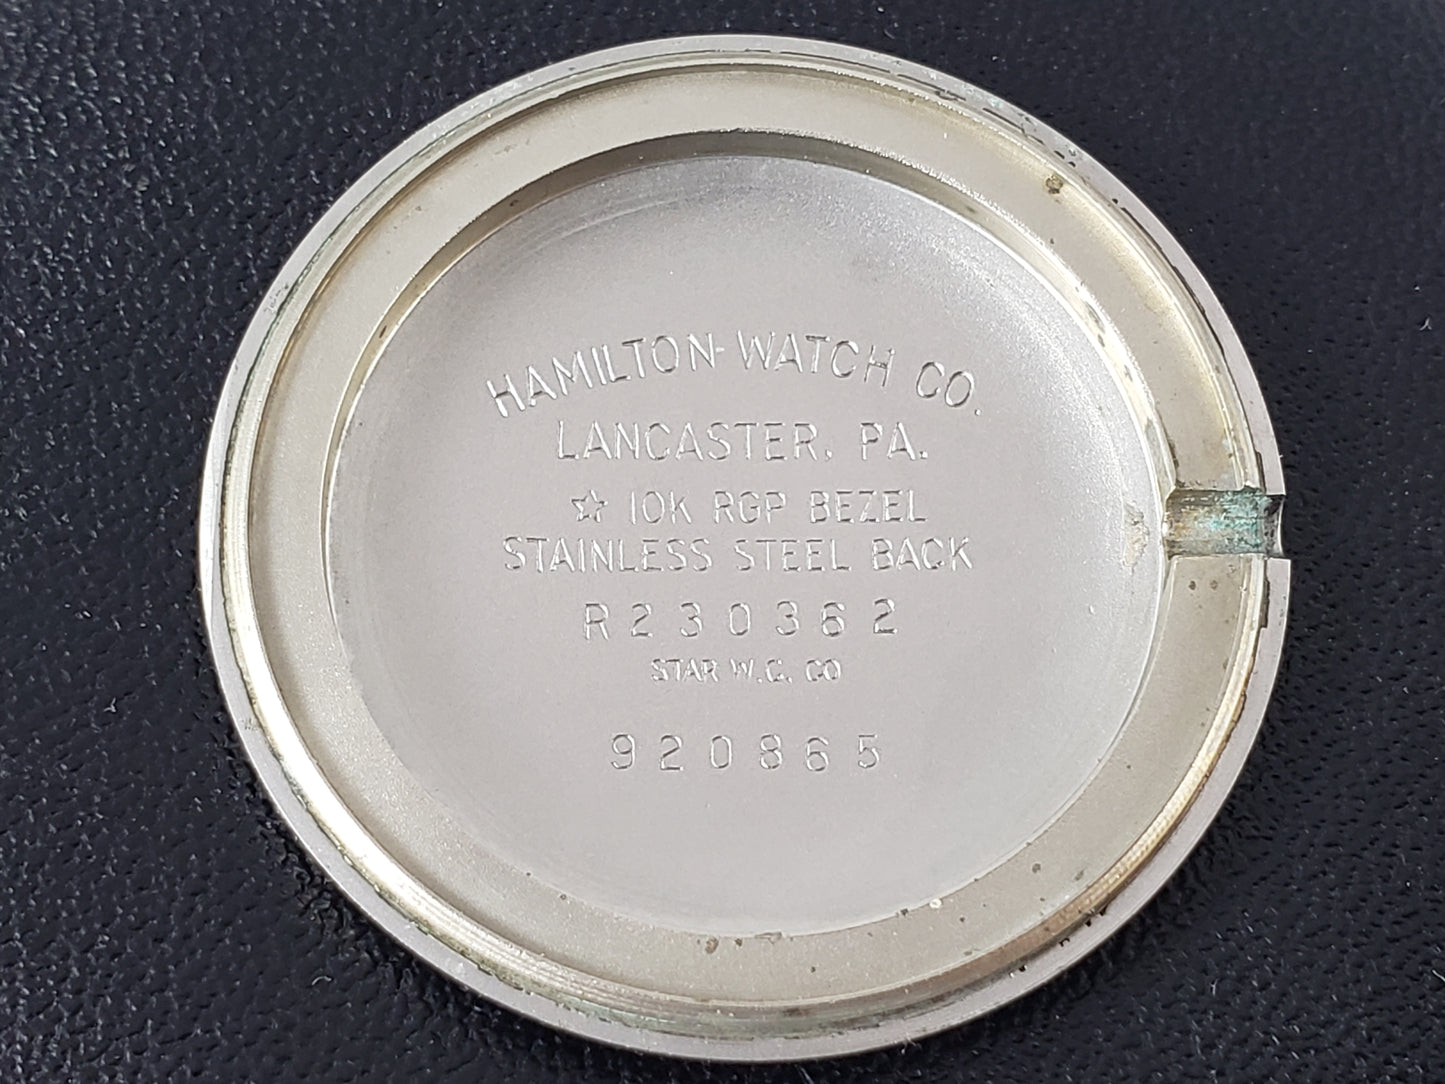 HAMILTON WATCH CO.
LANCASTER, PA.
☆ 10K RGP BEZEL
STAINLESS STEEL BACK
R230362
STAR W.C. CO
920865